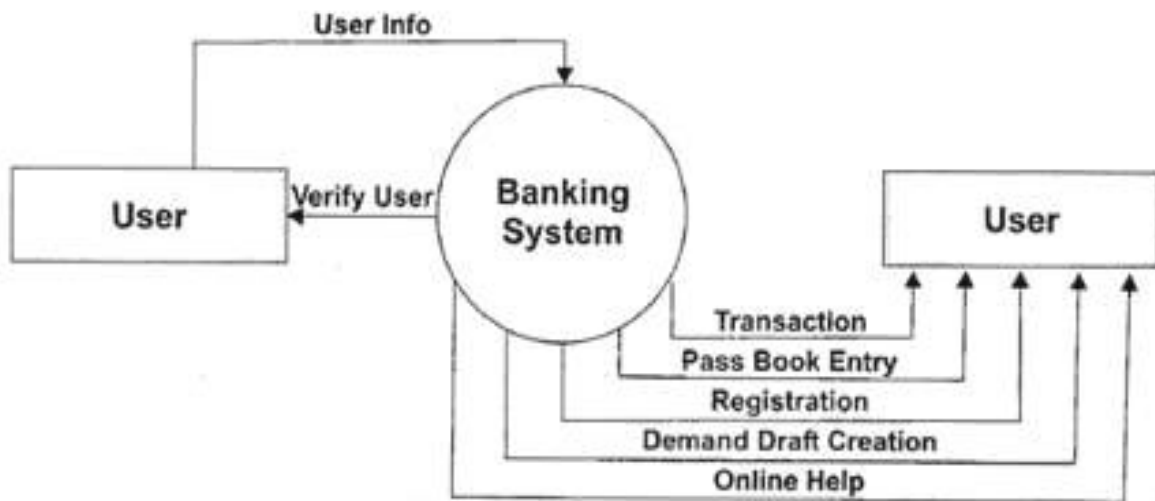 User Info
User
Verify User
Banking
System
User
Transaction
Pass Book Entry
Registration
Demand Draft Creation
Online Help